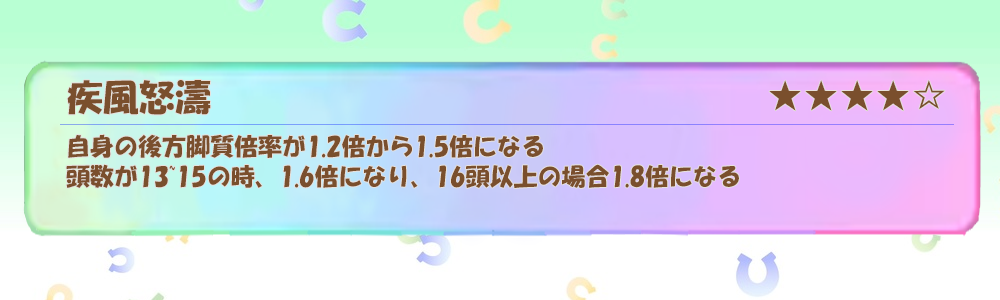 疾風怒濤 ★★★★☆
自身の後方脚質倍率が1.2倍から1.5倍になる
頭数が13~15の時、1.6倍になり、16頭以上の場合1.8倍になる